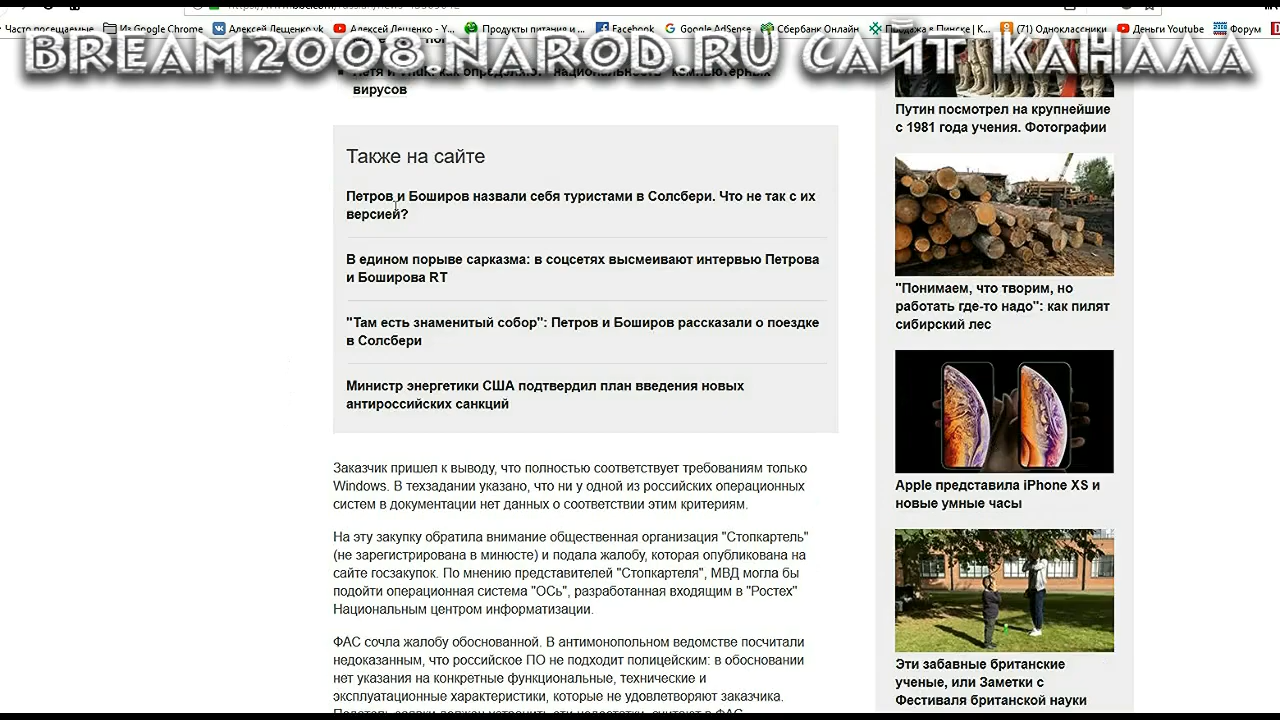 Часто посещаемые
Из Google Chrome
Алексей Лещенко vk
Алексей Лещенко - Y...
Продукты питания и ...
Facebook
Google AdSense
Сбербанк Онлайн
Продажа в Пинске | К...
(71) Одноклассники
Деньги Youtube
Форум
BREAM2008.NAROD.RU САЙТ КАНАЛА
вирусов
Также на сайте
Петров и Боширов назвали себя туристами в Солсбери. Что не так с их
версией?
В едином порыве сарказма: в соцсетях высмеивают интервью Петрова
и Боширова RT
"Там есть знаменитый собор": Петров и Боширов рассказали о поездке
в Солсбери
Министр энергетики США подтвердил план введения новых
антироссийских санкций
Заказчик пришел к выводу, что полностью соответствует требованиям только
Windows. В техзадании указано, что ни у одной из российских операционных
систем в документации нет данных о соответствии этим критериям.
На эту закупку обратила внимание общественная организация "Стопкартель"
(не зарегистрирована в минюсте) и подала жалобу, которая опубликована на
сайте госзакупок. По мнению представителей "Стопкартеля", МВД могла бы
подойти операционная система "ОСь", разработанная входящим в "Ростех"
Национальным центром информатизации.
ФАС сочла жалобу обоснованной. В антимонопольном ведомстве посчитали
недоказанным, что российское ПО не подходит полицейским: в обосновании
нет указания на конкретные функциональные, технические и
эксплуатационные характеристики, которые не удовлетворяют заказчика.
Путин посмотрел на крупнейшие
с 1981 года учения. Фотографии
"Понимаем, что творим, но
работать где-то надо": как пилят
сибирский лес
Apple представила iPhone XS и
новые умные часы
Эти забавные британские
ученые, или Заметки с
Фестиваля британской науки